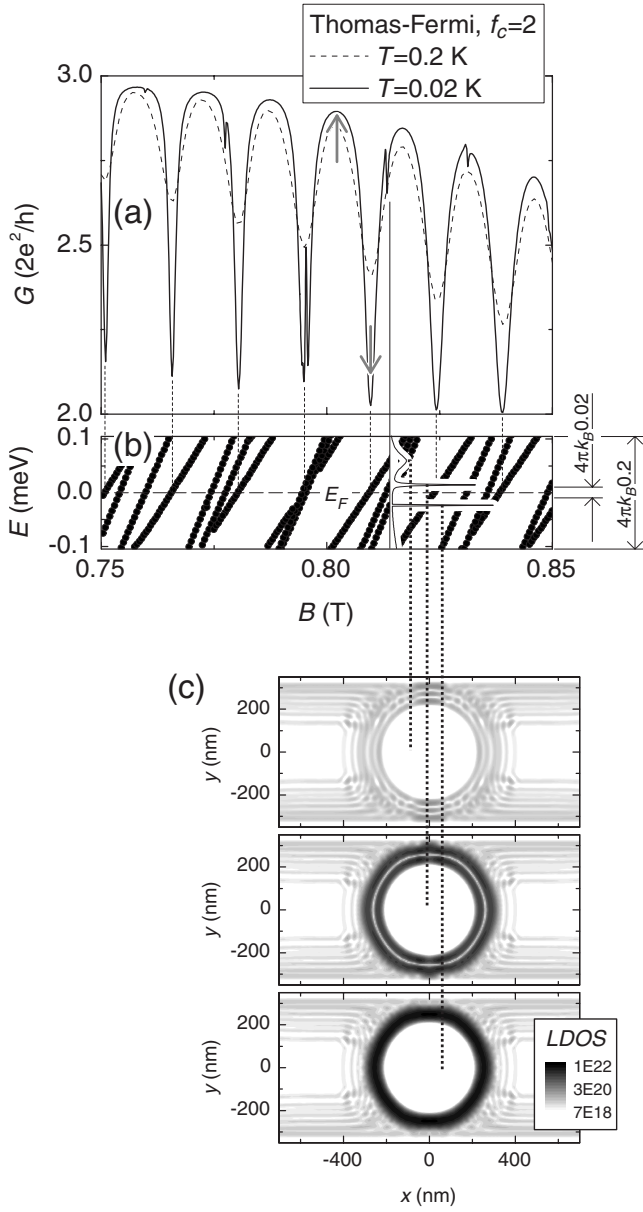 Thomas-Fermi, f_c=2
T=0.2 K
T=0.02 K
3.0
2.5
2.0
G (2e²/h)
(a)
(b)
0.1
0.0
-0.1
E (meV)
E_F
4πk_B0.02
4πk_B0.2
0.75
0.80
0.85
B (T)
(c)
200
0
-200
y (nm)
200
0
-200
y (nm)
200
0
-200
y (nm)
LDOS
1E22
3E20
7E18
-400
0
400
x (nm)